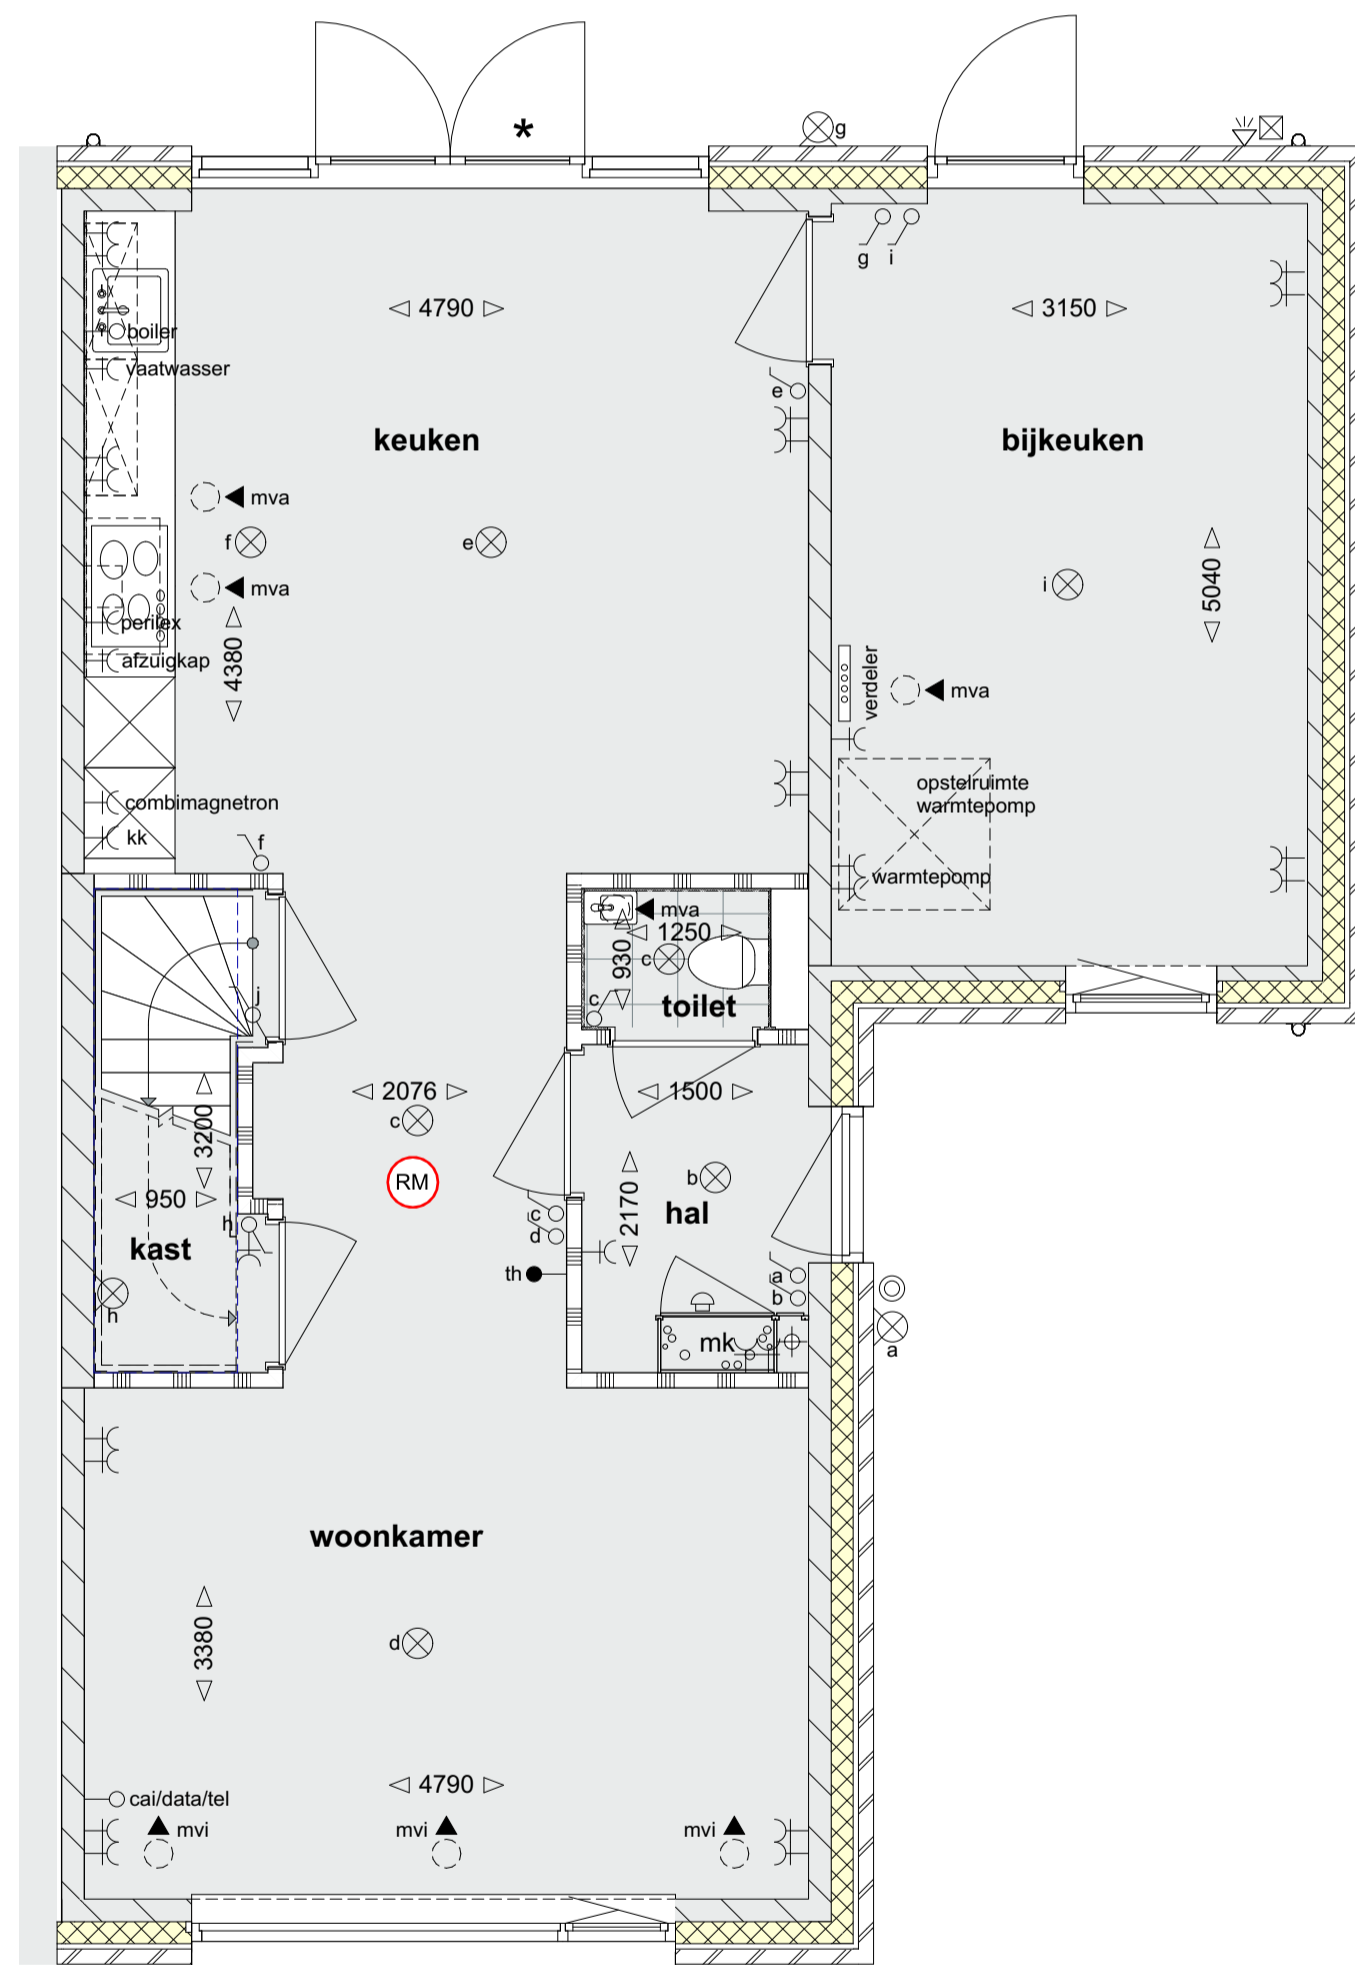 *
g
g i
4790
3150
boiler
vaatwasser
e
keuken
bijkeuken
mva
f
e
mva
i
5040
perilex
4380
afzuigkap
verdeler
mva
opstelruimte
warmtepomp
combimagnetron
kk
f
warmtepomp
mva
1250
930
c
c
toilet
j
2076
1500
c
3200
RM
b
950
2170
c
hal
h
d
kast
th
a
b
h
mk
a
woonkamer
d
3380
4790
cai/data/tel
mvi
mvi
mvi